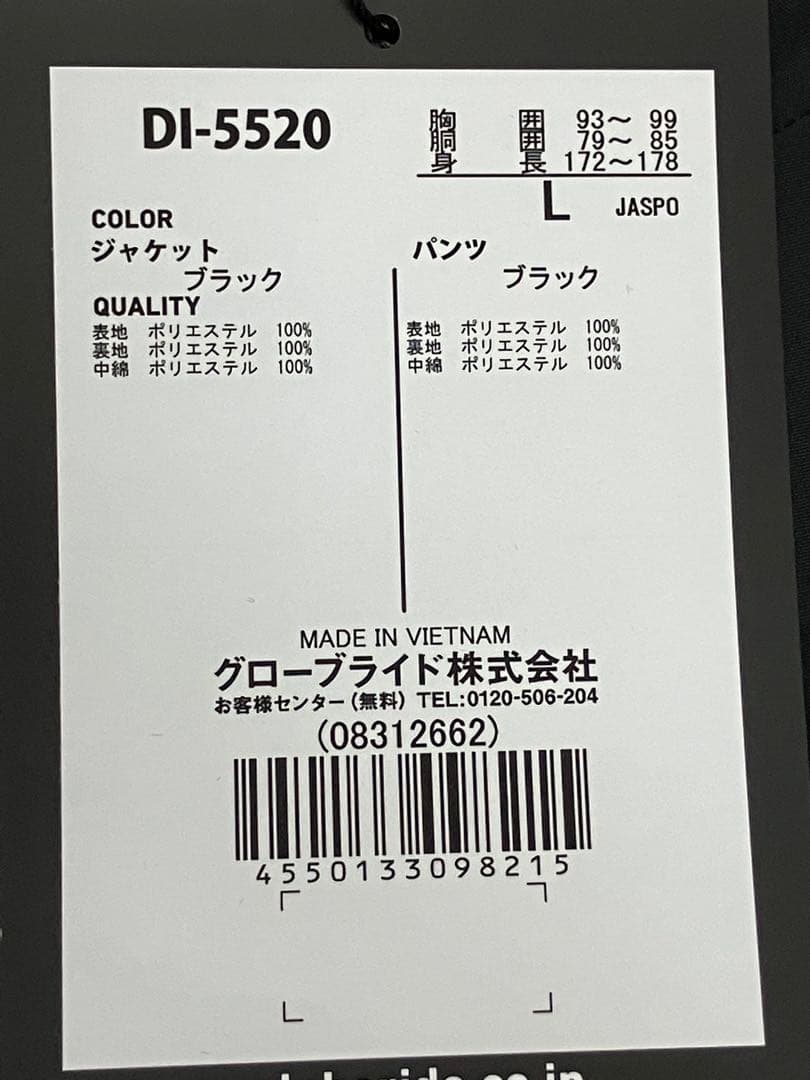 DI-5520
胸囲 93～ 99
胴囲 79～ 85
身長 172～178
L JASPO
COLOR
ジャケット
ブラック
QUALITY
表地 ポリエステル 100%
裏地 ポリエステル 100%
中綿 ポリエステル 100%
パンツ
ブラック
表地 ポリエステル 100%
裏地 ポリエステル 100%
中綿 ポリエステル 100%
MADE IN VIETNAM
グローブライド株式会社
お客様センター（無料）TEL:0120-506-204
(08312662)
4550133098215